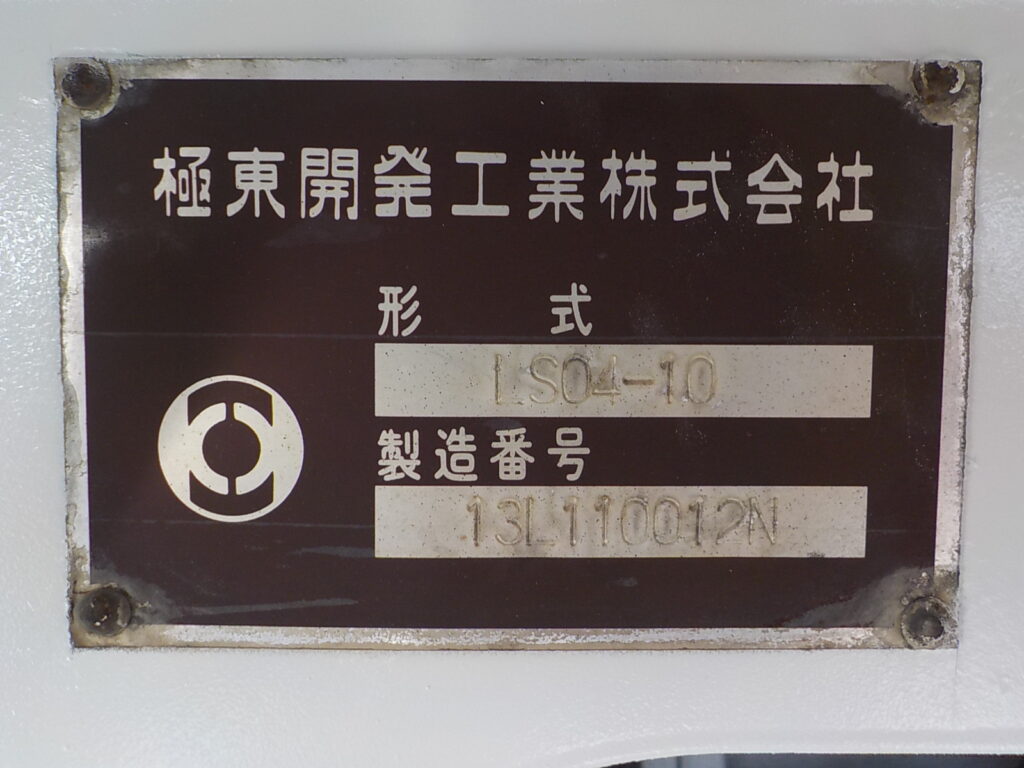 極東開発工業株式会社
形 式
LS04-10
製造番号
13L110012N